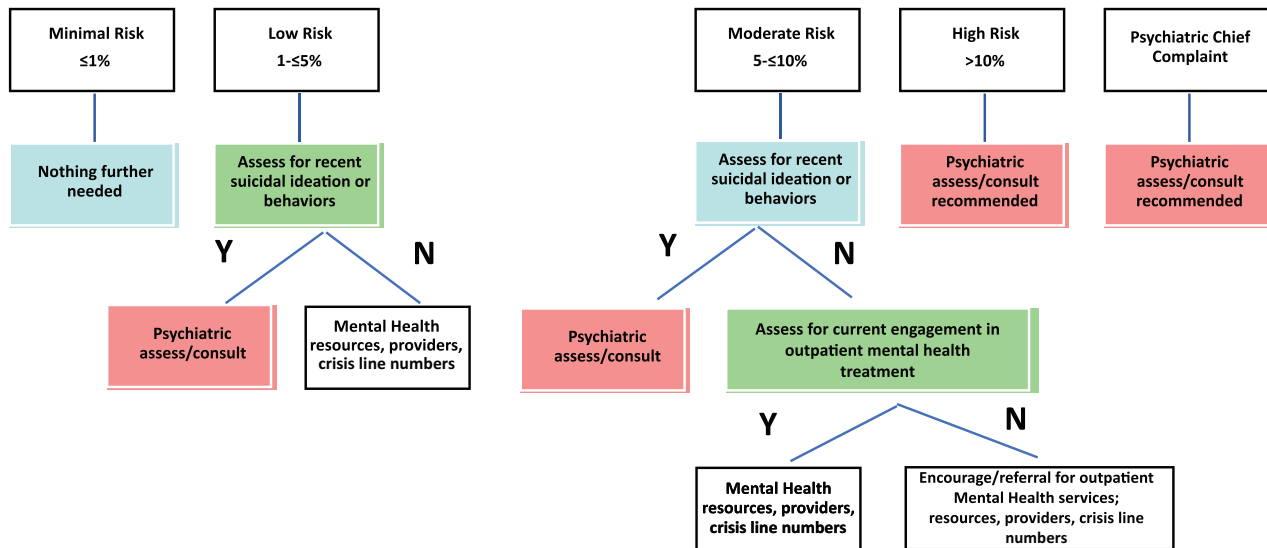 Minimal Risk
≤1%
Low Risk
1-≤5%
Moderate Risk
5-≤10%
High Risk
>10%
Psychiatric Chief
Complaint
Nothing further
needed
Assess for recent
suicidal ideation or
behaviors
Assess for recent
suicidal ideation or
behaviors
Psychiatric
assess/consult
recommended
Psychiatric
assess/consult
recommended
Y
N
Y
N
Psychiatric
assess/consult
Mental Health
resources, providers,
crisis line numbers
Psychiatric
assess/consult
Assess for current engagement in
outpatient mental health
treatment
Y
N
Mental Health
resources, providers,
crisis line numbers
Encourage/referral for outpatient
Mental Health services;
resources, providers, crisis line
numbers